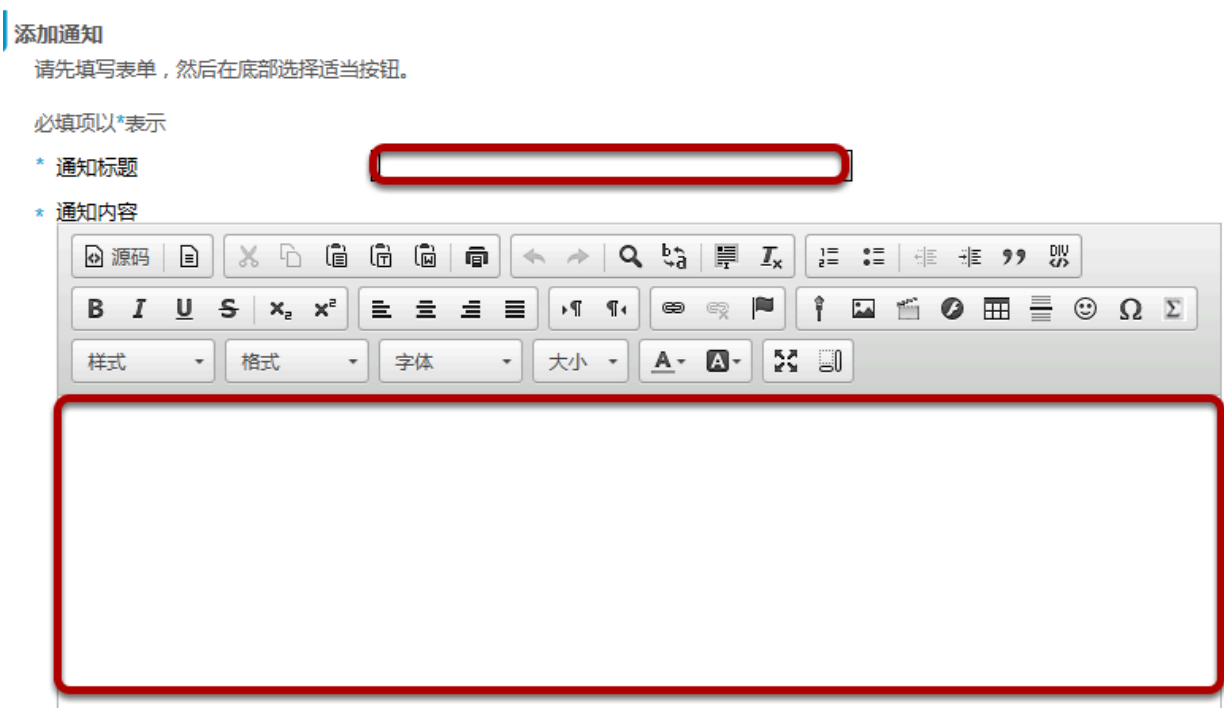 添加通知
请先填写表单，然后在底部选择适当按钮。
必填项以*表示
* 通知标题
* 通知内容
源码
样式 格式 字体 大小